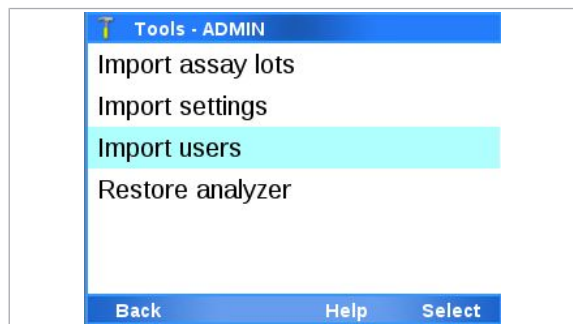 Tools - ADMIN
Import assay lots
Import settings
Import users
Restore analyzer
Back Help Select